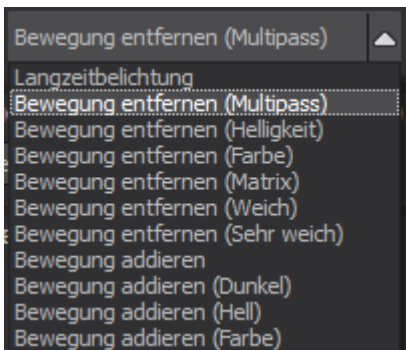 Bewegung entfernen (Multipass)
Langzeitbelichtung
Bewegung entfernen (Multipass)
Bewegung entfernen (Helligkeit)
Bewegung entfernen (Farbe)
Bewegung entfernen (Matrix)
Bewegung entfernen (Weich)
Bewegung entfernen (Sehr weich)
Bewegung addieren
Bewegung addieren (Dunkel)
Bewegung addieren (Hell)
Bewegung addieren (Farbe)